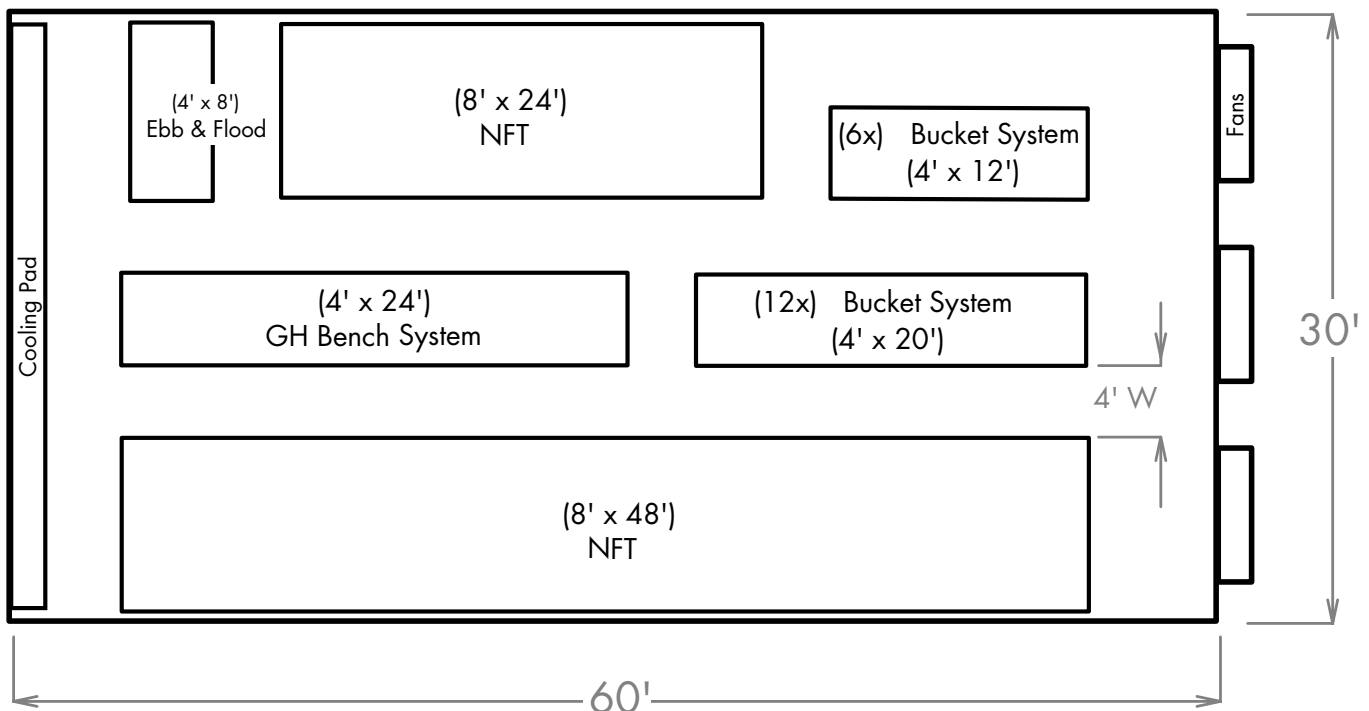 (4' x 8')
Ebb & Flood
(8' x 24')
NFT
(6x) Bucket System
(4' x 12')
Fans
Cooling Pad
(4' x 24')
GH Bench System
(12x) Bucket System
(4' x 20')
30'
4' W
(8' x 48')
NFT
60'